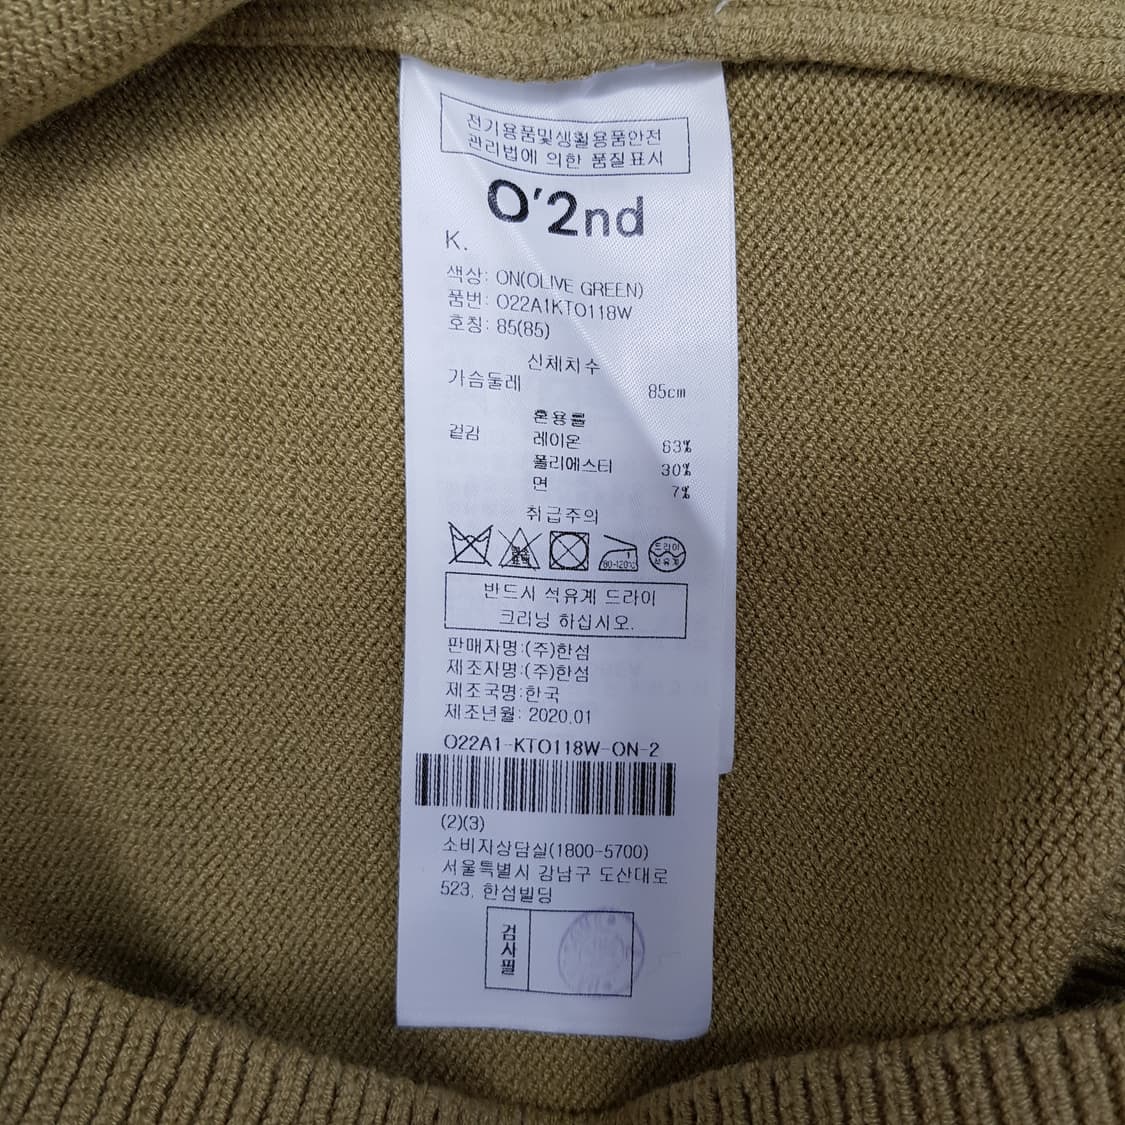 전기용품및생활용품안전
관리법에 의한 품질표시
O'2nd
K.
색상: ON(OLIVE GREEN)
품번: O22A1KTO118W
호칭: 85(85)
신체치수
가슴둘레 85cm
혼용률
겉감 레이온 63%
폴리에스터 30%
면 7%
취급주의
80-120℃ 드라이
석유계
반드시 석유계 드라이
크리닝 하십시오.
판매자명:(주)한섬
제조자명:(주)한섬
제조국명:한국
제조년월: 2020.01
O22A1-KTO118W-ON-2
(2)(3)
소비자상담실(1800-5700)
서울특별시 강남구 도산대로
523, 한섬빌딩
검사필